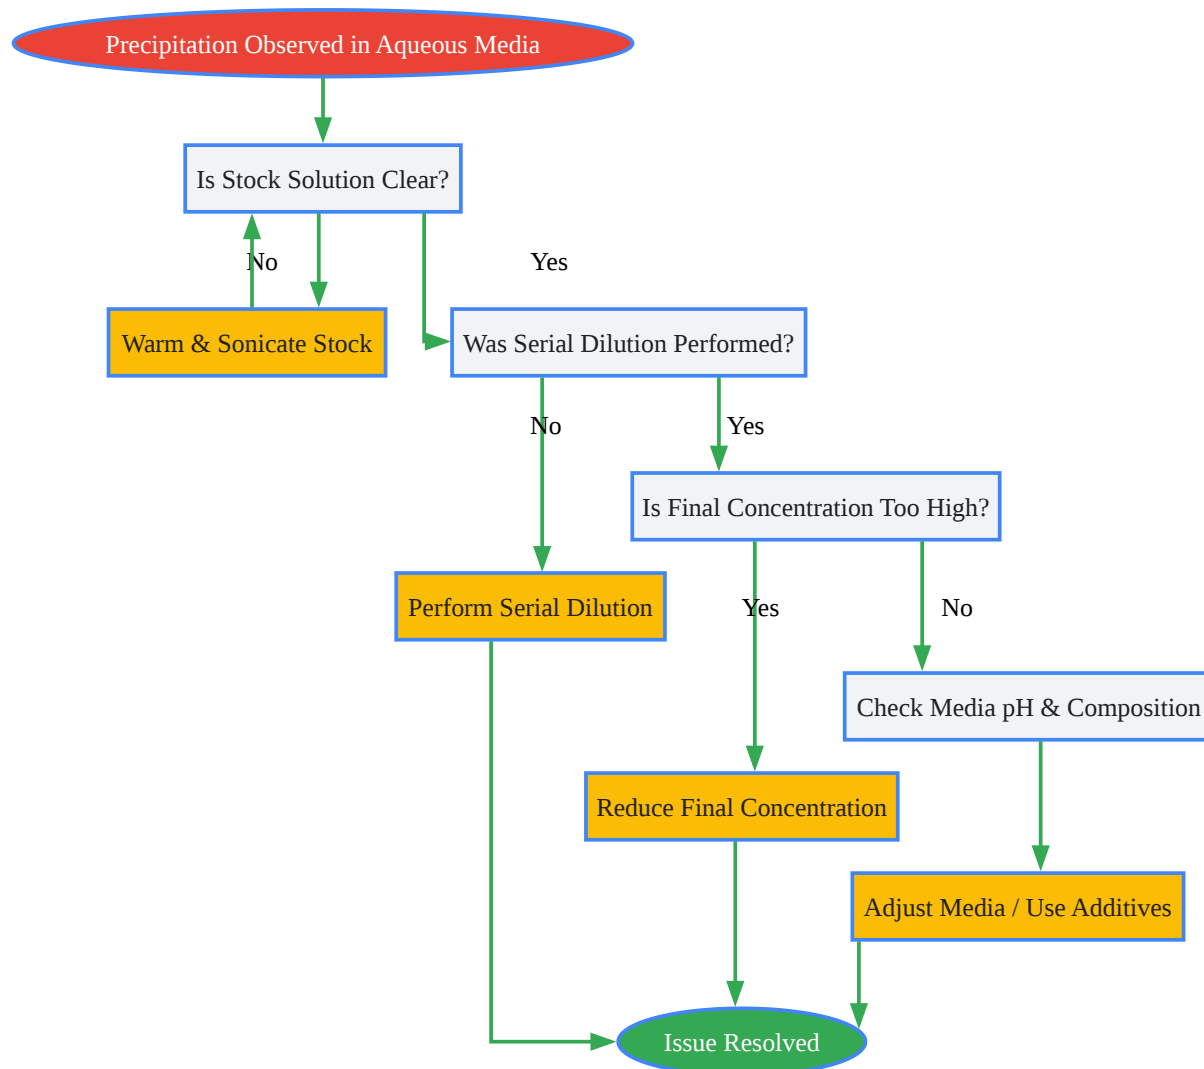 Precipitation Observed in Aqueous Media
Is Stock Solution Clear?
No
Yes
Warm & Sonicate Stock
Was Serial Dilution Performed?
No
Yes
Is Final Concentration Too High?
Perform Serial Dilution
Yes
No
Check Media pH & Composition
Reduce Final Concentration
Adjust Media / Use Additives
Issue Resolved